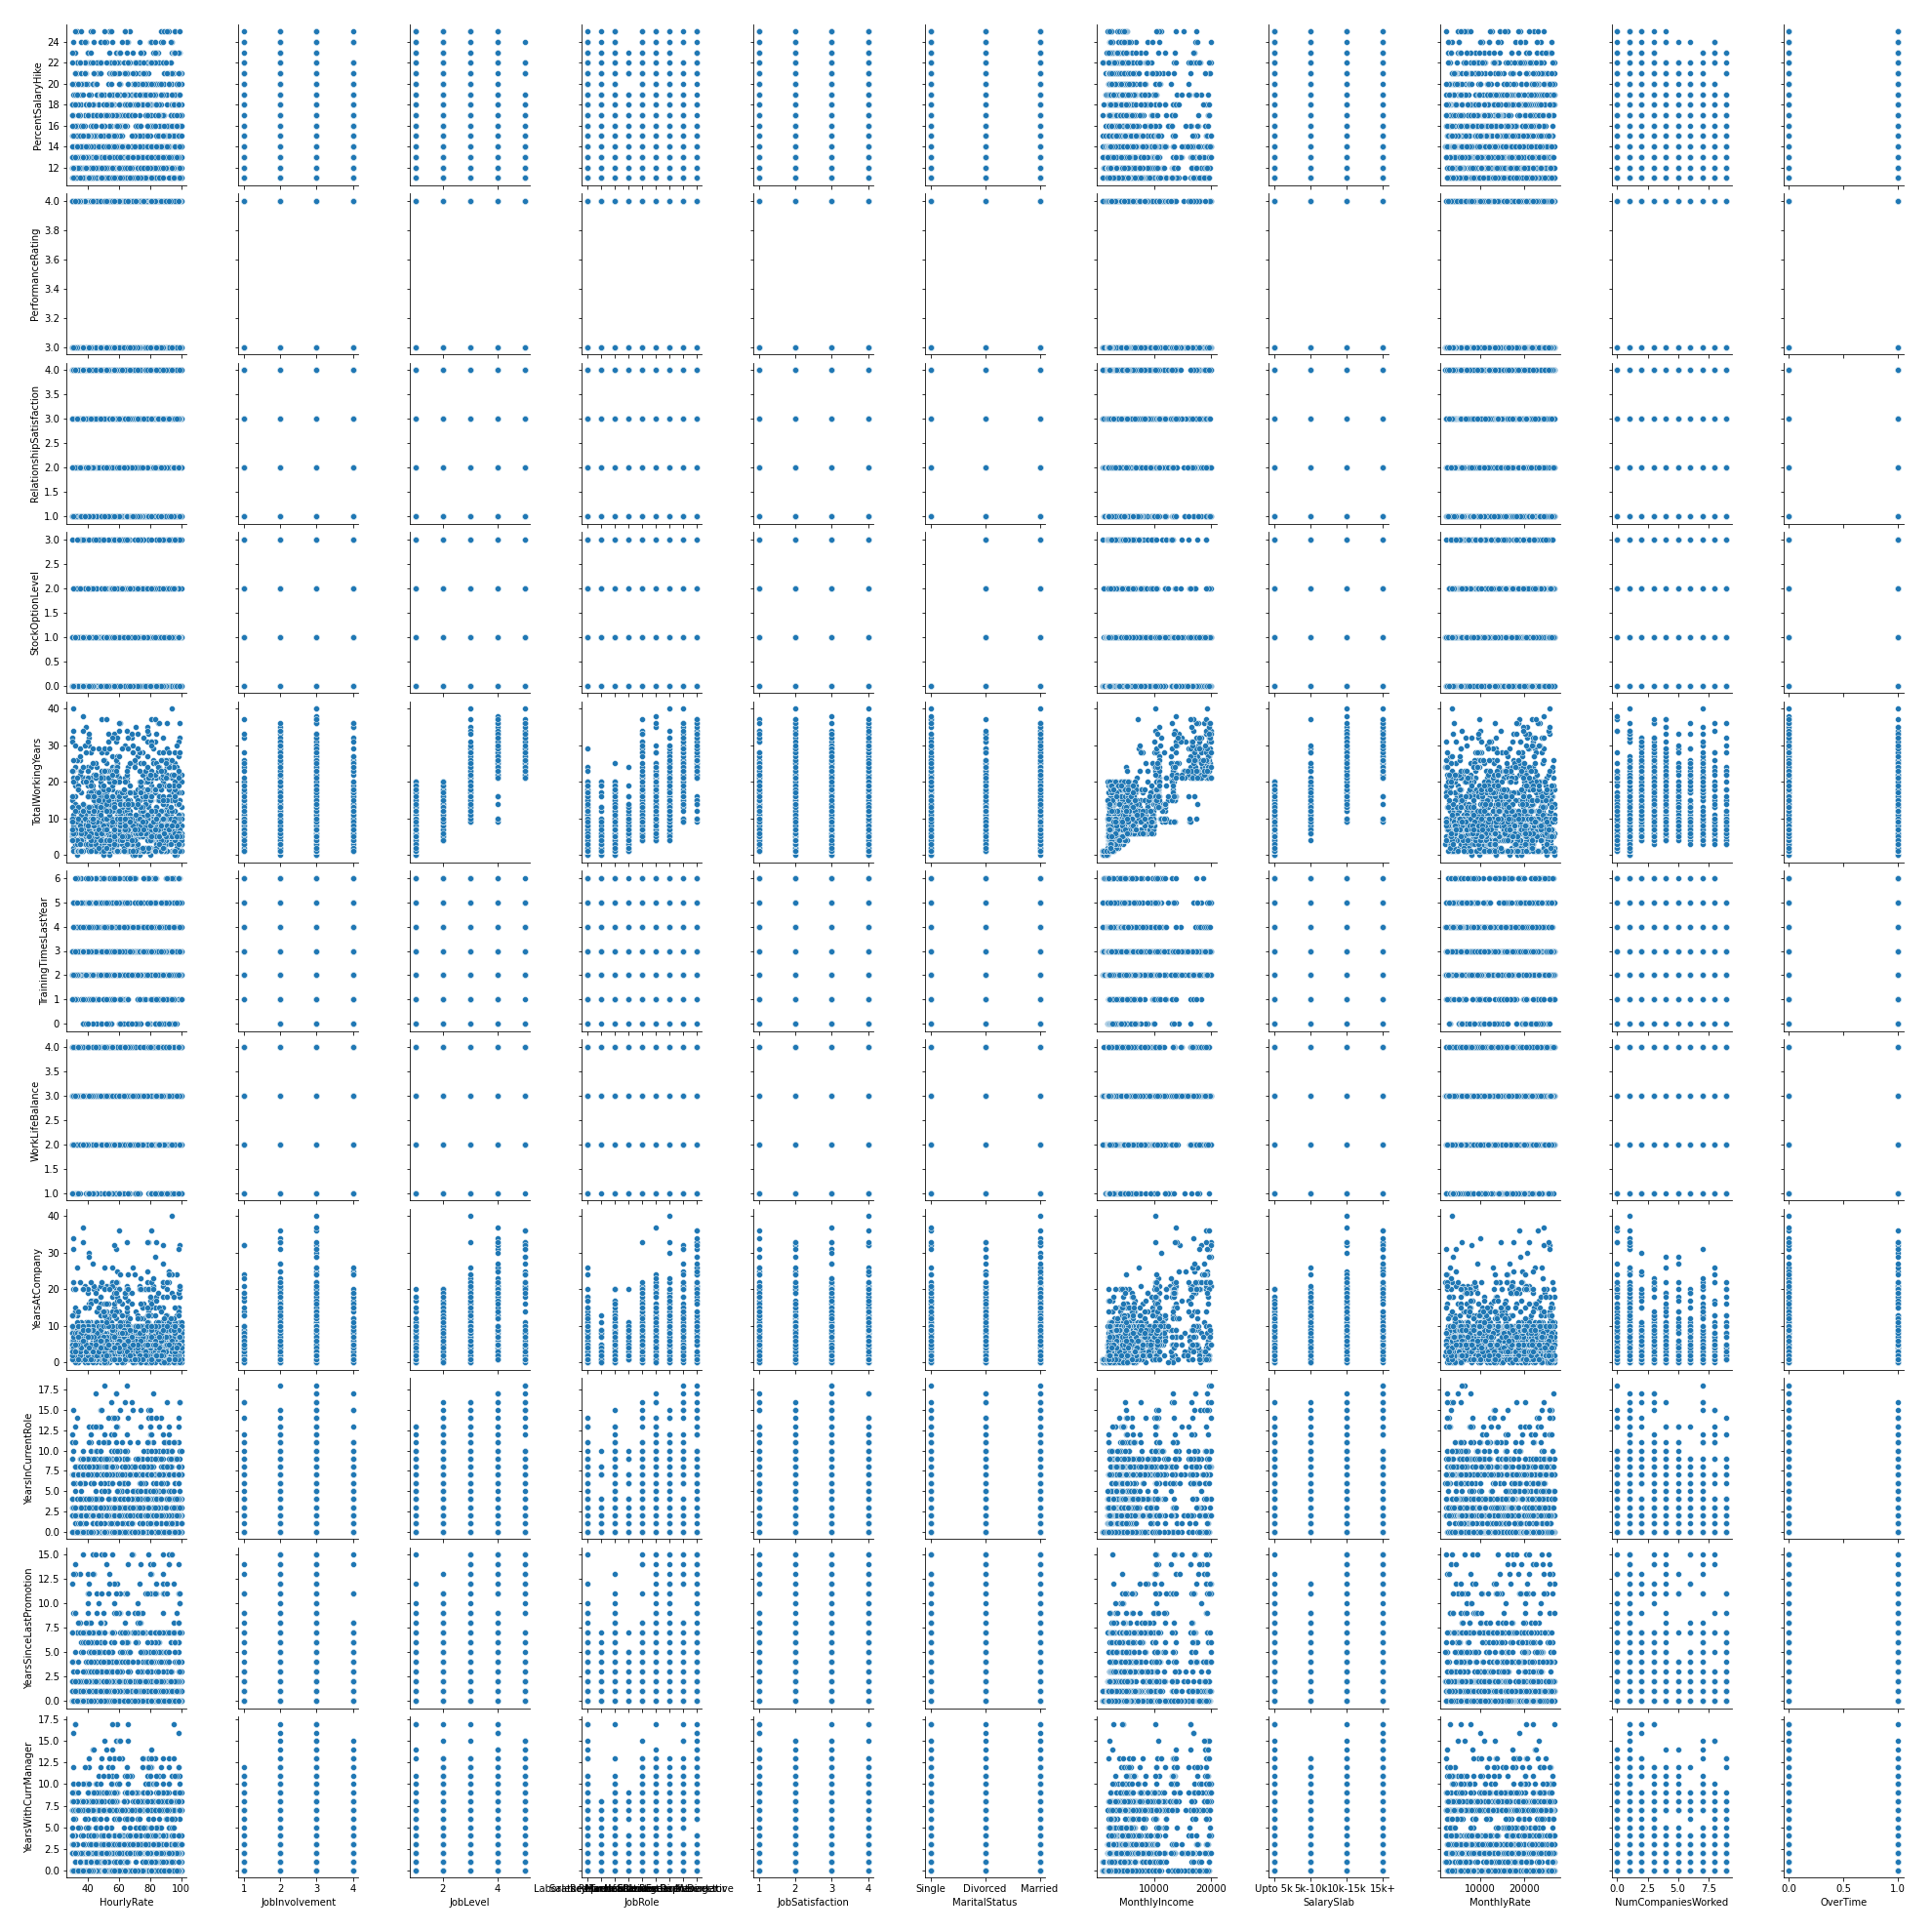 PercentSalaryHike
24
22
20
18
16
14
12
PerformanceRating
4.0
3.8
3.6
3.4
3.2
3.0
RelationshipSatisfaction
4.0
3.5
3.0
2.5
2.0
1.5
1.0
StockOptionLevel
3.0
2.5
2.0
1.5
1.0
0.5
0.0
TotalWorkingYears
40
30
20
10
0
TrainingTimesLastYear
6
5
4
3
2
1
0
WorkLifeBalance
4.0
3.5
3.0
2.5
2.0
1.5
1.0
YearsAtCompany
40
30
20
10
0
YearsInCurrentRole
17.5
15.0
12.5
10.0
7.5
5.0
2.5
0.0
YearsSinceLastPromotion
15.0
12.5
10.0
7.5
5.0
2.5
0.0
YearsWithCurrManager
17.5
15.0
12.5
10.0
7.5
5.0
2.5
0.0
40 60 80 100
1 2 3 4
2 4
1 2 3 4
Single Divorced Married
10000 20000
Upto 5k 5k-10k 10k-15k 15k+
10000 20000
0.0 2.5 5.0 7.5
0.0 0.5 1.0
HourlyRate
JobInvolvement
JobLevel
JobRole
JobSatisfaction
MaritalStatus
MonthlyIncome
SalarySlab
MonthlyRate
NumCompaniesWorked
OverTime